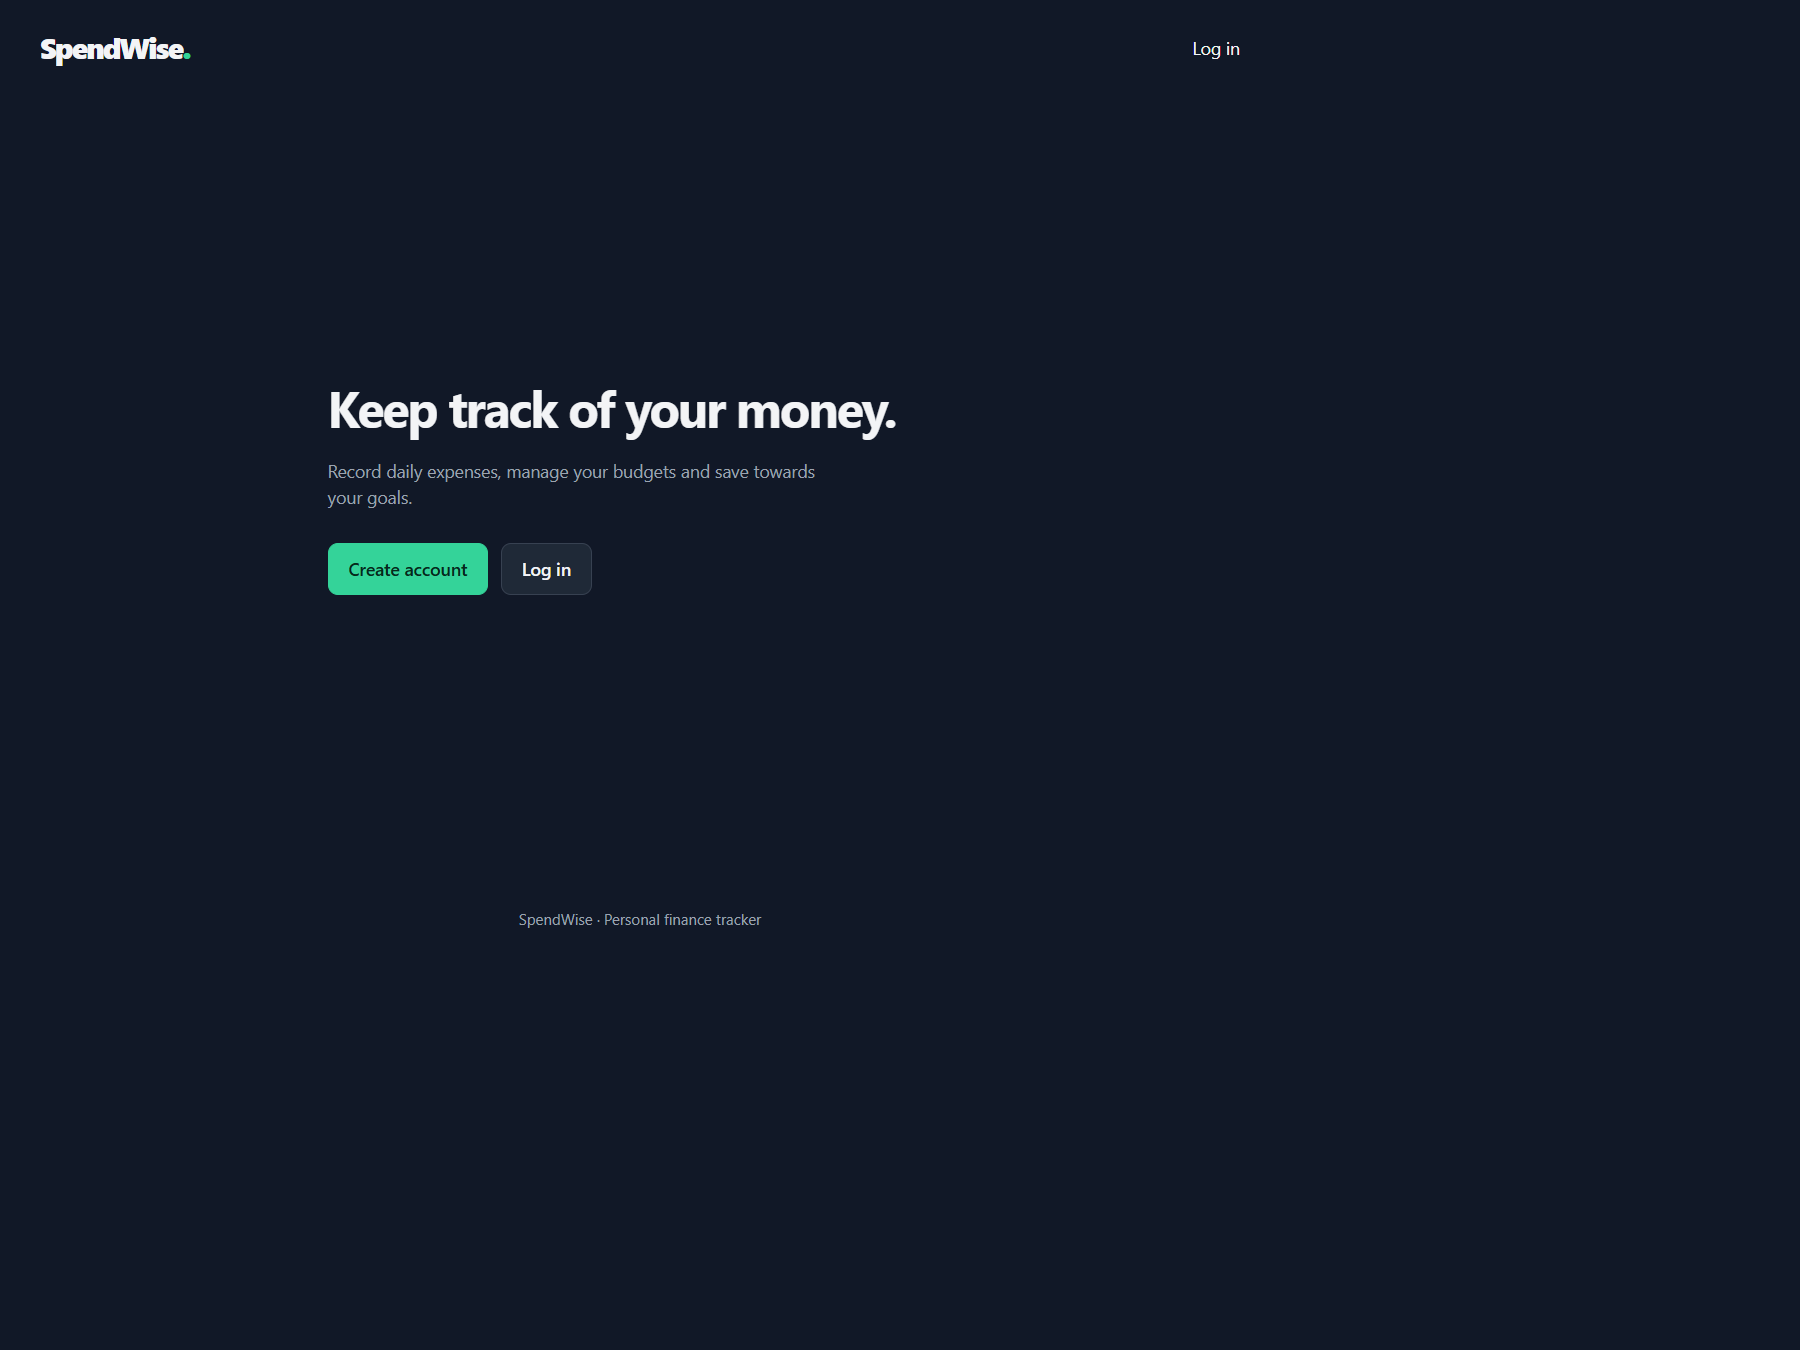 SpendWise.
Log in
Keep track of your money.
Record daily expenses, manage your budgets and save towards
your goals.
Create account
Log in
SpendWise · Personal finance tracker